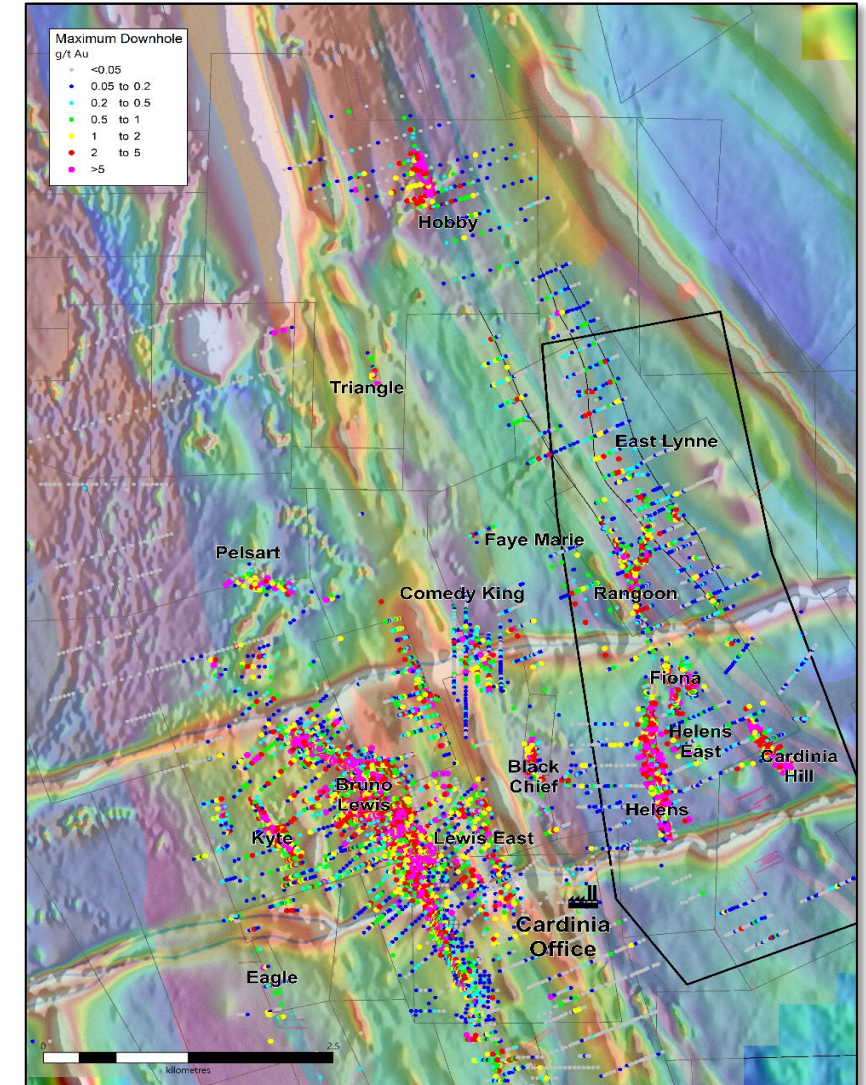 Maximum Downhole
g/t Au
<0.05
0.05 to 0.2
0.2 to 0.5
0.5 to 1
1 to 2
2 to 5
>5
Hobby
Triangle
East Lynne
Faye Marie
Pelsart
Comedy King
Rangoon
Fiona
Helens
East
Cardinia
Hill
Black
Chief
Bruno
Lewis
Helens
Kyte
Lewis East
Cardinia
Office
Eagle
0
2.5
kilometres